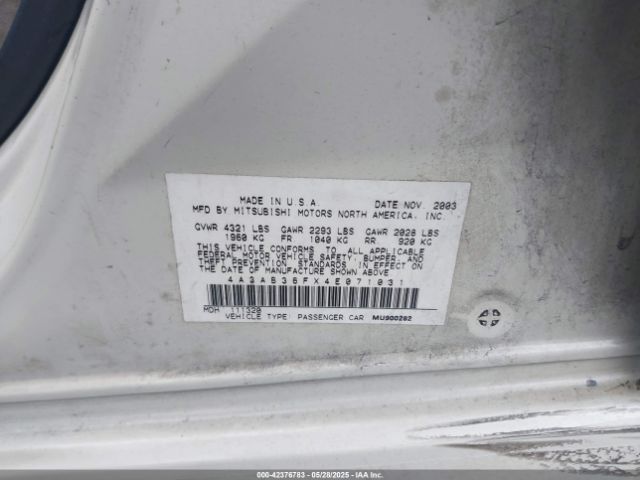 MADE IN U.S.A. DATE NOV. 2003
MFD BY MITSUBISHI MOTORS NORTH AMERICA, INC.
GVWR 4321 LBS GAWR 2293 LBS GAWR 2028 LBS
1960 KG FR 1040 KG RR 920 KG
THIS VEHICLE CONFORMS TO ALL APPLICABLE
FEDERAL MOTOR VEHICLE SAFETY, BUMPER, AND
THEFT PREVENTION STANDARDS IN EFFECT ON
THE DATE OF MANUFACTURE SHOWN ABOVE.
4A3AB36FX4E071031
MDH 111320
VEHICLE TYPE: PASSENGER CAR MU900282
000-42376783 - 05/28/2025 - IAA Inc.